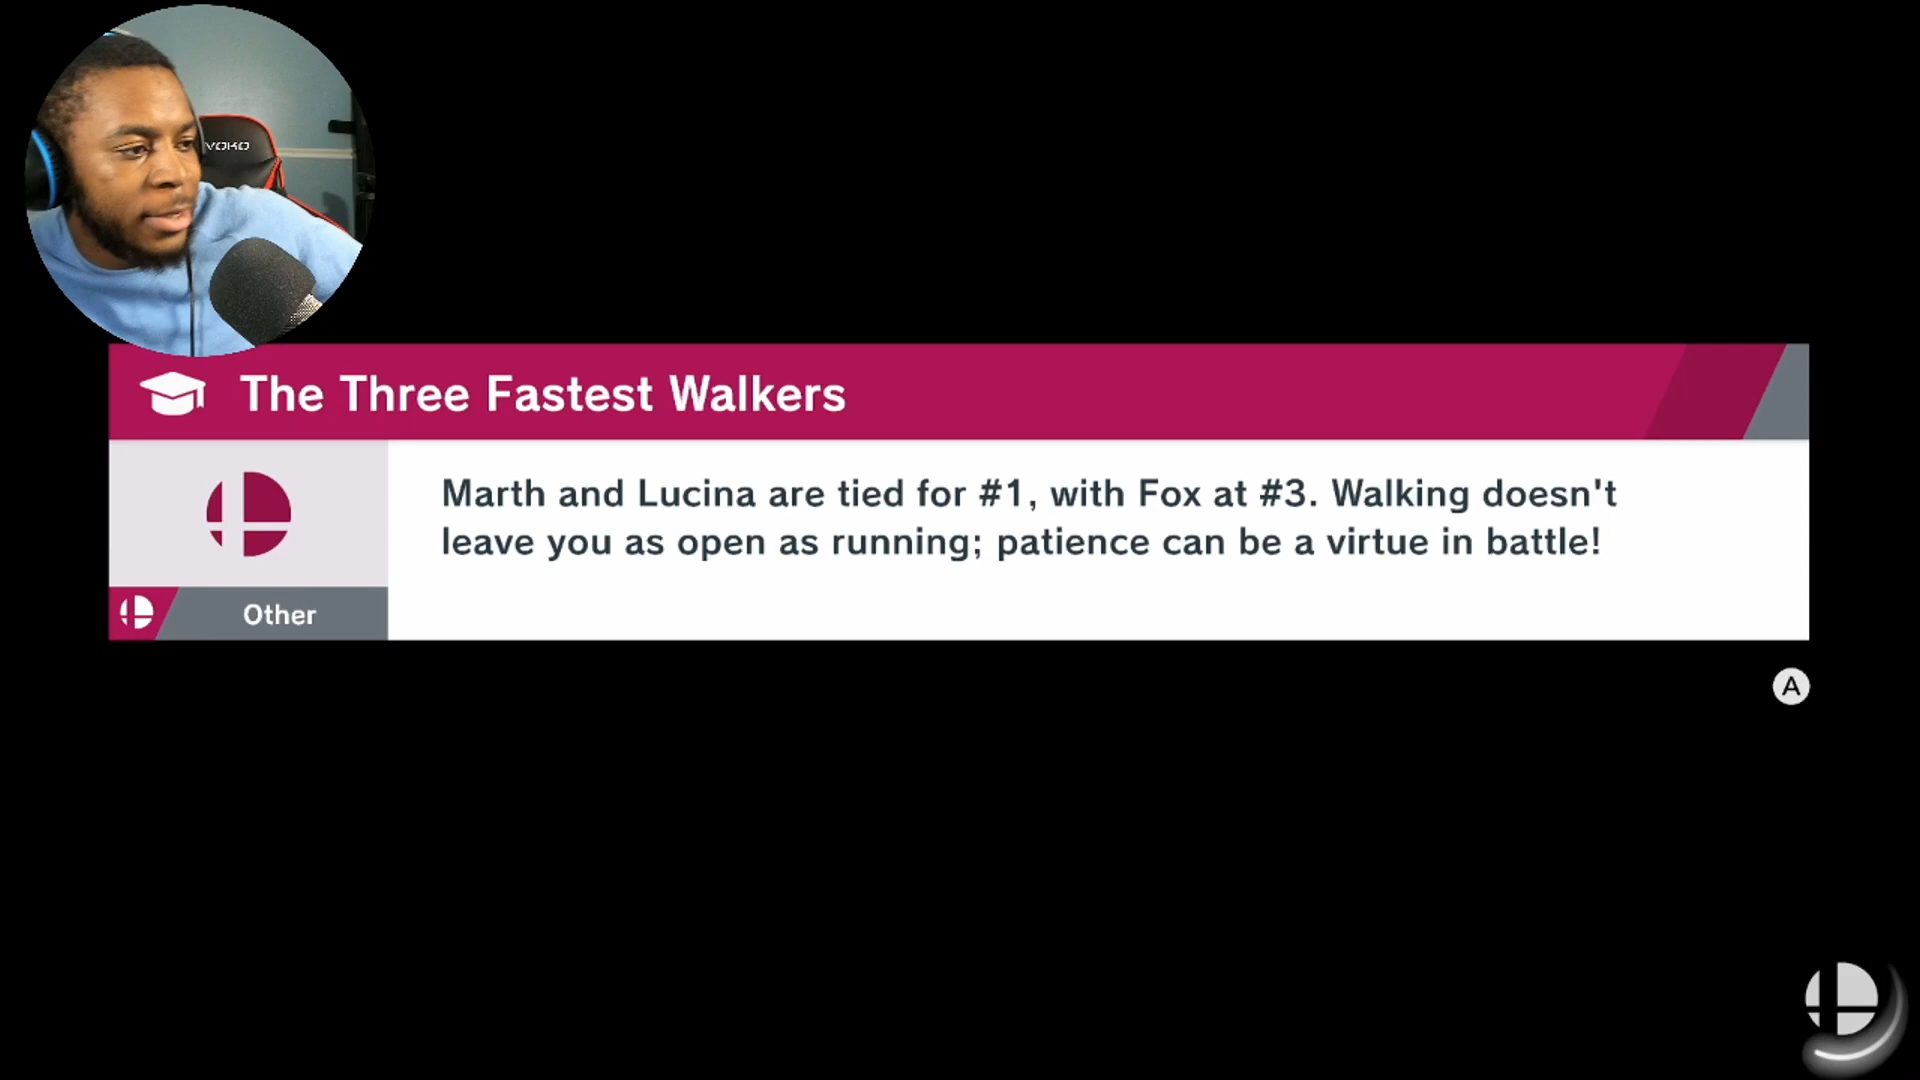 VOKO
The Three Fastest Walkers
Marth and Lucina are tied for #1, with Fox at #3. Walking doesn't
leave you as open as running; patience can be a virtue in battle!
Other
A